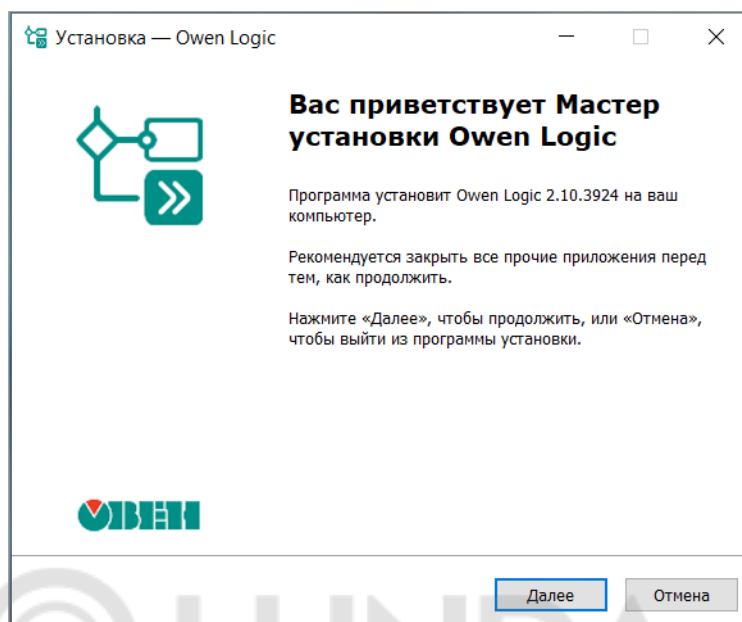 Установка — Owen Logic
Вас приветствует Мастер
установки Owen Logic
Программа установит Owen Logic 2.10.3924 на ваш
компьютер.
Рекомендуется закрыть все прочие приложения перед
тем, как продолжить.
Нажмите «Далее», чтобы продолжить, или «Отмена»,
чтобы выйти из программы установки.
ОВЕН
Далее
Отмена